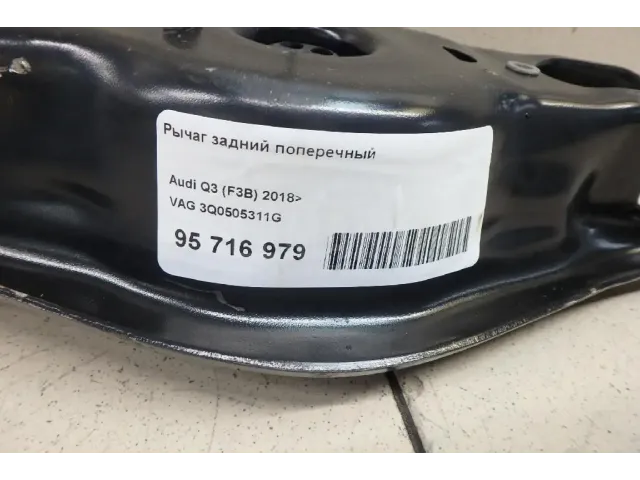 Рычаг задний поперечный
Audi Q3 (F3B) 2018>
VAG 3Q0505311G
95 716 979